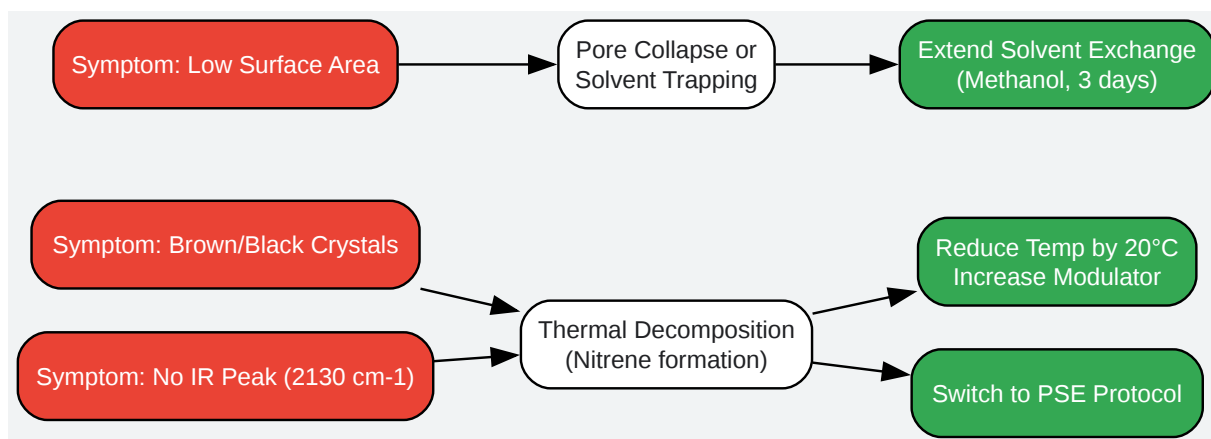 Symptom: Low Surface Area
Pore Collapse or
Solvent Trapping
Extend Solvent Exchange
(Methanol, 3 days)
Symptom: Brown/Black Crystals
Symptom: No IR Peak (2130 cm-1)
Thermal Decomposition
(Nitrene formation)
Reduce Temp by 20°C
Increase Modulator
Switch to PSE Protocol